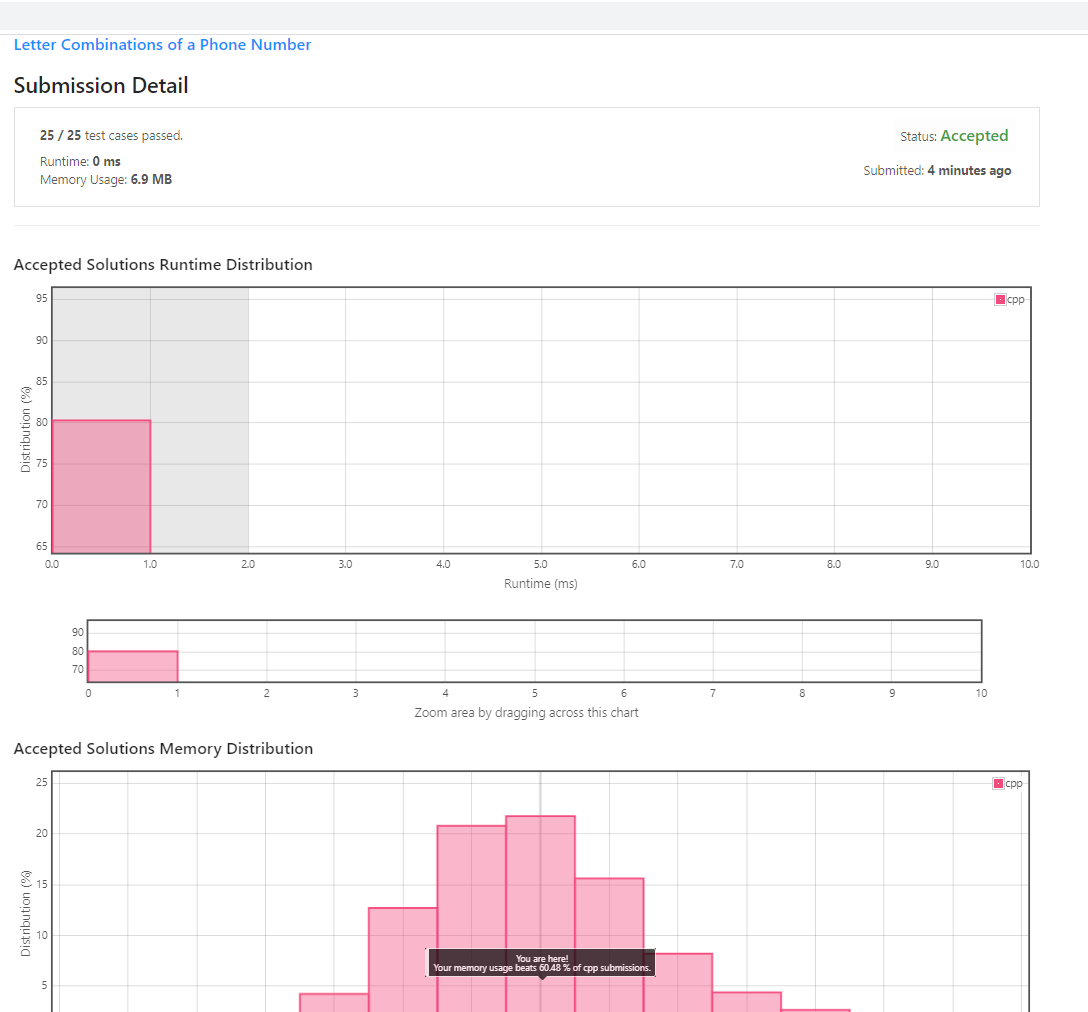 Letter Combinations of a Phone Number
Submission Detail
25 / 25 test cases passed.
Status: Accepted
Runtime: 0 ms
Memory Usage: 6.9 MB
Submitted: 4 minutes ago
Accepted Solutions Runtime Distribution
cpp
95
90
85
80
75
70
65
Distribution (%)
0.0 1.0 2.0 3.0 4.0 5.0 6.0 7.0 8.0 9.0 10.0
Runtime (ms)
90
80
70
0 1 2 3 4 5 6 7 8 9 10
Zoom area by dragging across this chart
Accepted Solutions Memory Distribution
cpp
25
20
15
10
5
Distribution (%)
You are here!
Your memory usage beats 60.48 % of cpp submissions.